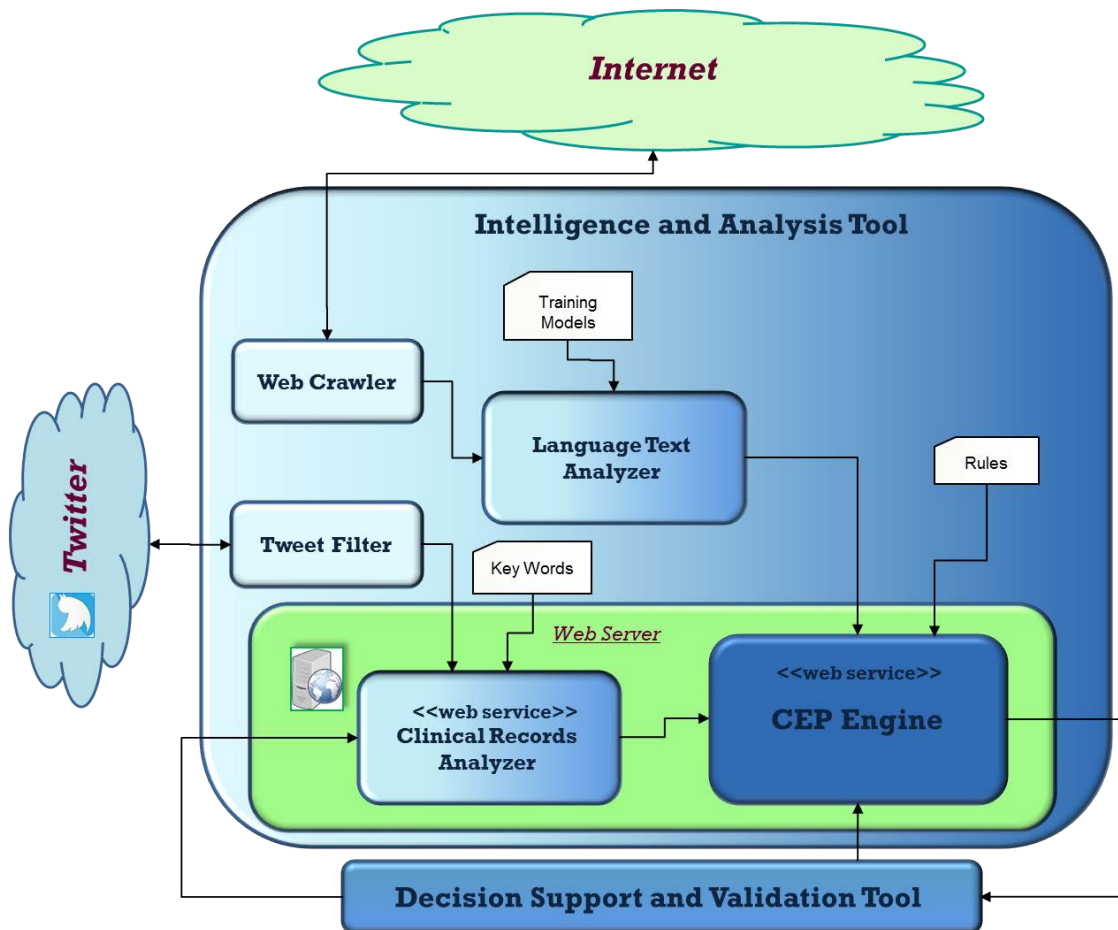 Internet
Intelligence and Analysis Tool
Training
Models
Web Crawler
Language Text
Analyzer
Rules
Twitter
Tweet Filter
Key Words
Web Server
<<web service>>
Clinical Records
Analyzer
<<web service>>
CEP Engine
Decision Support and Validation Tool